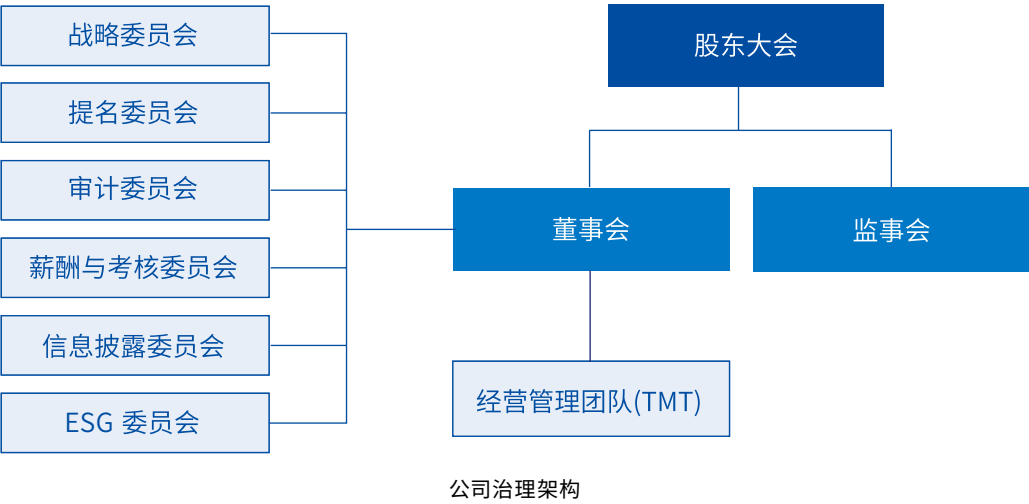 战略委员会
提名委员会
审计委员会
薪酬与考核委员会
信息披露委员会
ESG 委员会
股东大会
董事会
监事会
经营管理团队(TMT)
公司治理架构